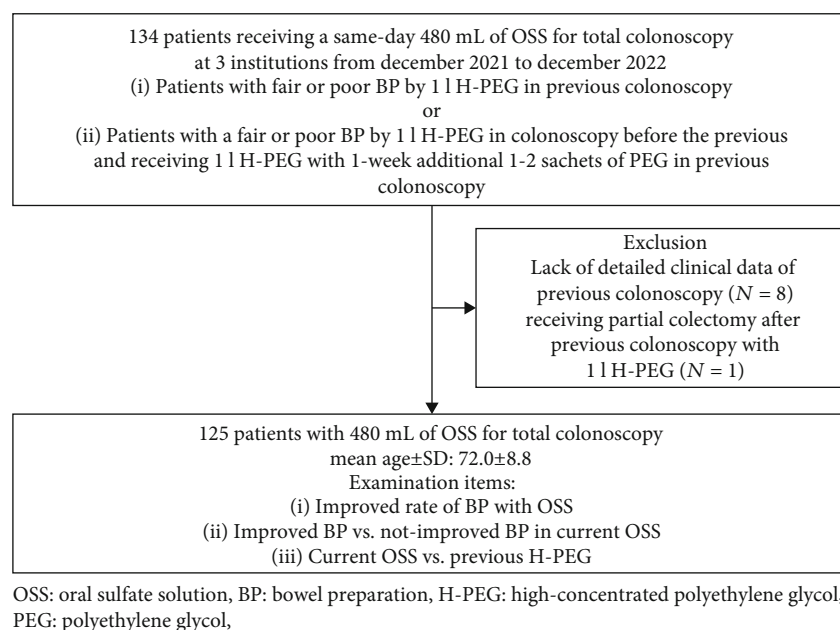 134 patients receiving a same-day 480 mL of OSS for total colonoscopy
at 3 institutions from december 2021 to december 2022
(i) Patients with fair or poor BP by 1 l H-PEG in previous colonoscopy
or
(ii) Patients with a fair or poor BP by 1 l H-PEG in colonoscopy before the previous
and receiving 1 l H-PEG with 1-week additional 1-2 sachets of PEG in previous
colonoscopy
Exclusion
Lack of detailed clinical data of
previous colonoscopy (N = 8)
receiving partial colectomy after
previous colonoscopy with
1 l H-PEG (N = 1)
125 patients with 480 mL of OSS for total colonoscopy
mean age±SD: 72.0±8.8
Examination items:
(i) Improved rate of BP with OSS
(ii) Improved BP vs. not-improved BP in current OSS
(iii) Current OSS vs. previous H-PEG
OSS: oral sulfate solution, BP: bowel preparation, H-PEG: high-concentrated polyethylene glycol,
PEG: polyethylene glycol,